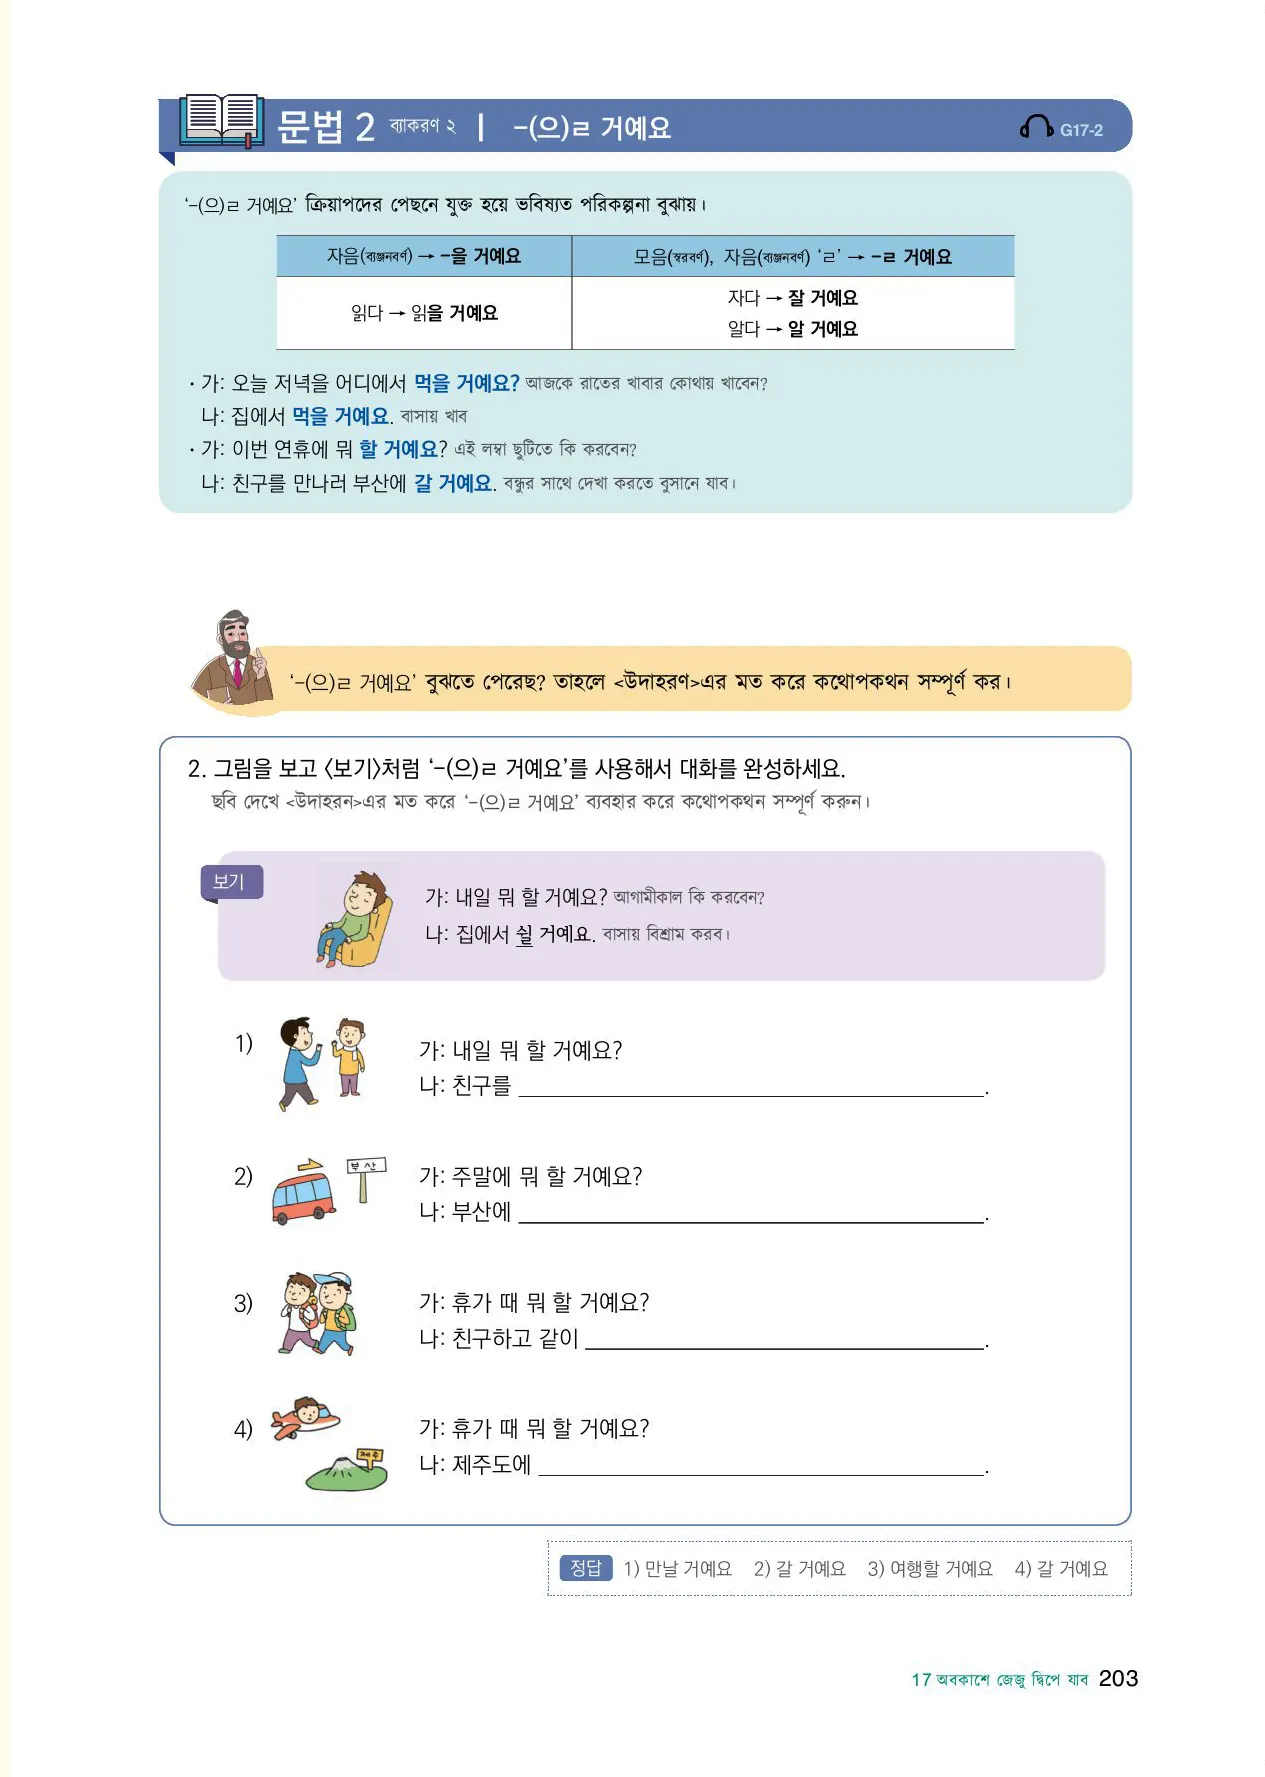 문법 2 ব্যাকরণ ২ | -(으)ㄹ 거예요 G17-2
‘-(으)ㄹ 거예요’ ক্রিয়াপদের পেছনে যুক্ত হয়ে ভবিষ্যত পরিকল্পনা বুঝায়।
자음(ব্যঞ্জনবর্ণ) → -을 거예요 모음(স্বরবর্ণ), 자음(ব্যঞ্জনবর্ণ) ‘ㄹ’ → -ㄹ 거예요
읽다 → 읽을 거예요 자다 → 잘 거예요
알다 → 알 거예요
• 가: 오늘 저녁을 어디에서 먹을 거예요? আজকে রাতের খাবার কোথায় খাবেন?
나: 집에서 먹을 거예요. বাসায় খাব
• 가: 이번 연휴에 뭐 할 거예요? এই লম্বা ছুটিতে কি করবেন?
나: 친구를 만나러 부산에 갈 거예요. বন্ধুর সাথে দেখা করতে বুসানে যাব।
‘-(으)ㄹ 거예요’ বুঝতে পেরেছ? তাহলে <উদাহরণ>এর মত করে কথোপকথন সম্পূর্ণ কর।
2. 그림을 보고 〈보기〉처럼 ‘-(으)ㄹ 거예요’를 사용해서 대화를 완성하세요.
ছবি দেখে <উদাহরন>এর মত করে ‘-(으)ㄹ 거예요’ ব্যবহার করে কথোপকথন সম্পূর্ণ করুন।
보기
가: 내일 뭐 할 거예요? আগামীকাল কি করবেন?
나: 집에서 쉴 거예요. বাসায় বিশ্রাম করব।
1) 가: 내일 뭐 할 거예요?
나: 친구를 ____________________.
2) 부산 가: 주말에 뭐 할 거예요?
나: 부산에 ____________________.
3) 가: 휴가 때 뭐 할 거예요?
나: 친구하고 같이 ____________________.
4) 제주 가: 휴가 때 뭐 할 거예요?
나: 제주도에 ____________________.
정답 1) 만날 거예요 2) 갈 거예요 3) 여행할 거예요 4) 갈 거예요
17 অবকাশে জেজু দ্বিপে যাব 203